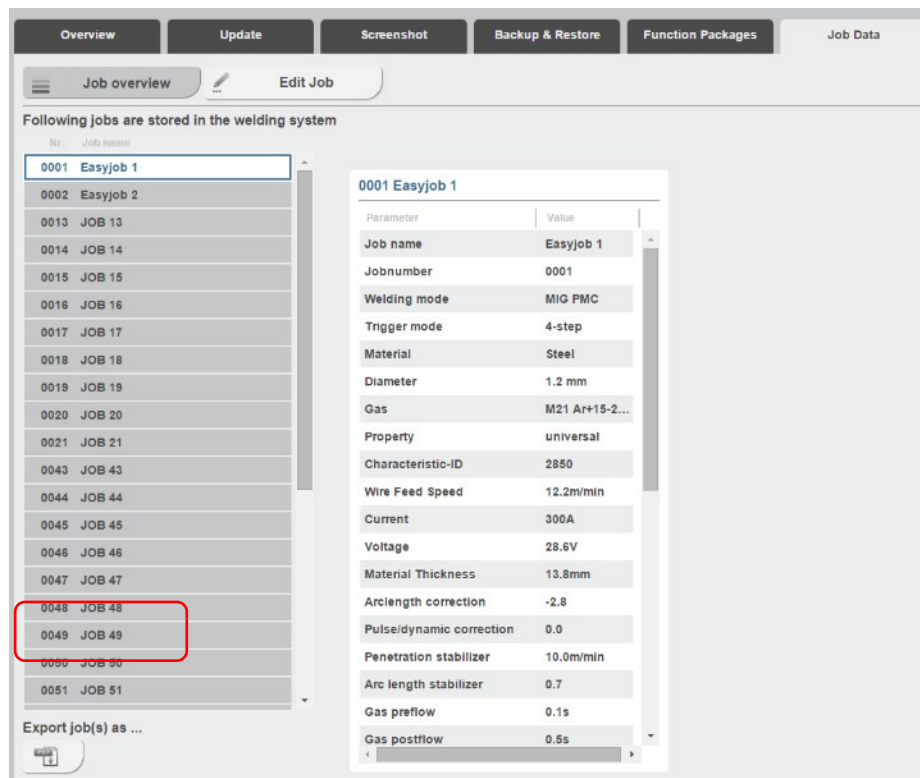 Overview Update Screenshot Backup & Restore Function Packages Job Data
Job overview Edit Job
Following jobs are stored in the welding system
Nr. Job name
0001 Easyjob 1
0002 Easyjob 2
0013 JOB 13
0014 JOB 14
0015 JOB 15
0016 JOB 16
0017 JOB 17
0018 JOB 18
0019 JOB 19
0020 JOB 20
0021 JOB 21
0043 JOB 43
0044 JOB 44
0045 JOB 45
0046 JOB 46
0047 JOB 47
0048 JOB 48
0049 JOB 49
0050 JOB 50
0051 JOB 51
Export job(s) as ...
0001 Easyjob 1
Parameter Value
Job name Easyjob 1
Jobnumber 0001
Welding mode MIG PMC
Trigger mode 4-step
Material Steel
Diameter 1.2 mm
Gas M21 Ar+15-2...
Property universal
Characteristic-ID 2850
Wire Feed Speed 12.2m/min
Current 300A
Voltage 28.6V
Material Thickness 13.8mm
Arclength correction -2.8
Pulse/dynamic correction 0.0
Penetration stabilizer 10.0m/min
Arc length stabilizer 0.7
Gas preflow 0.1s
Gas postflow 0.5s